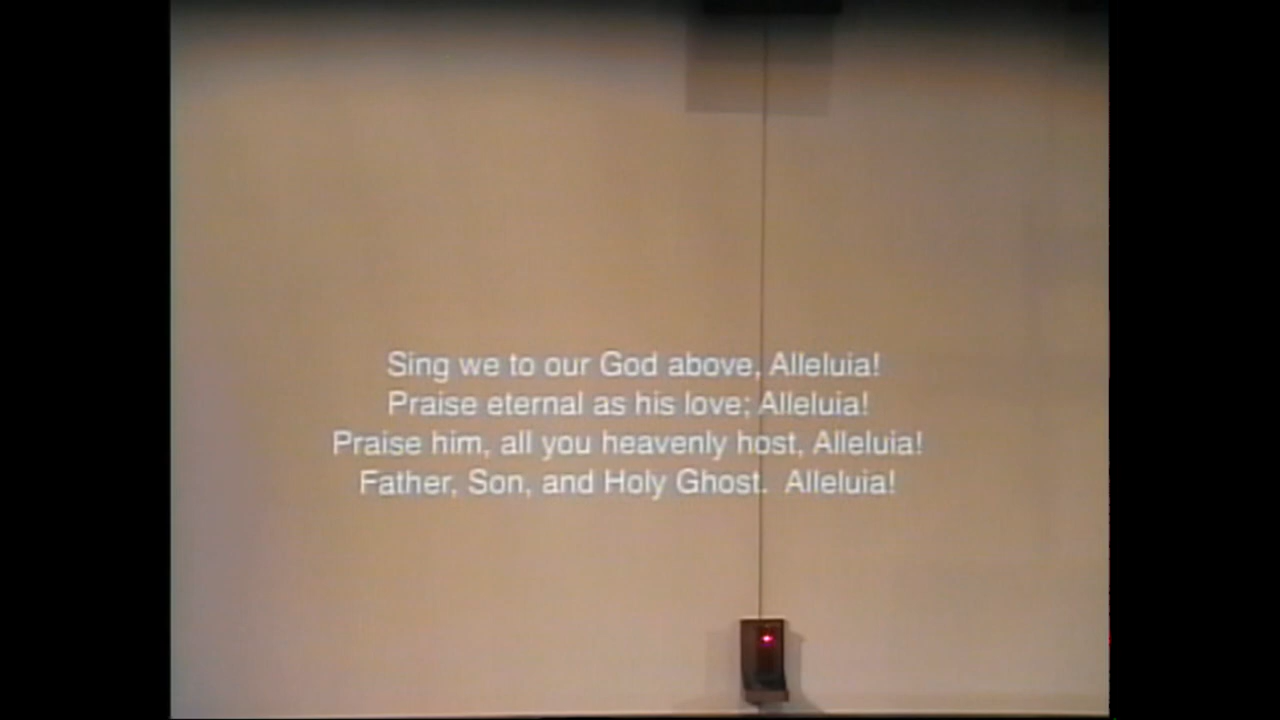 Sing we to our God above, Alleluia!
Praise eternal as his love; Alleluia!
Praise him, all you heavenly host, Alleluia!
Father, Son, and Holy Ghost.  Alleluia!